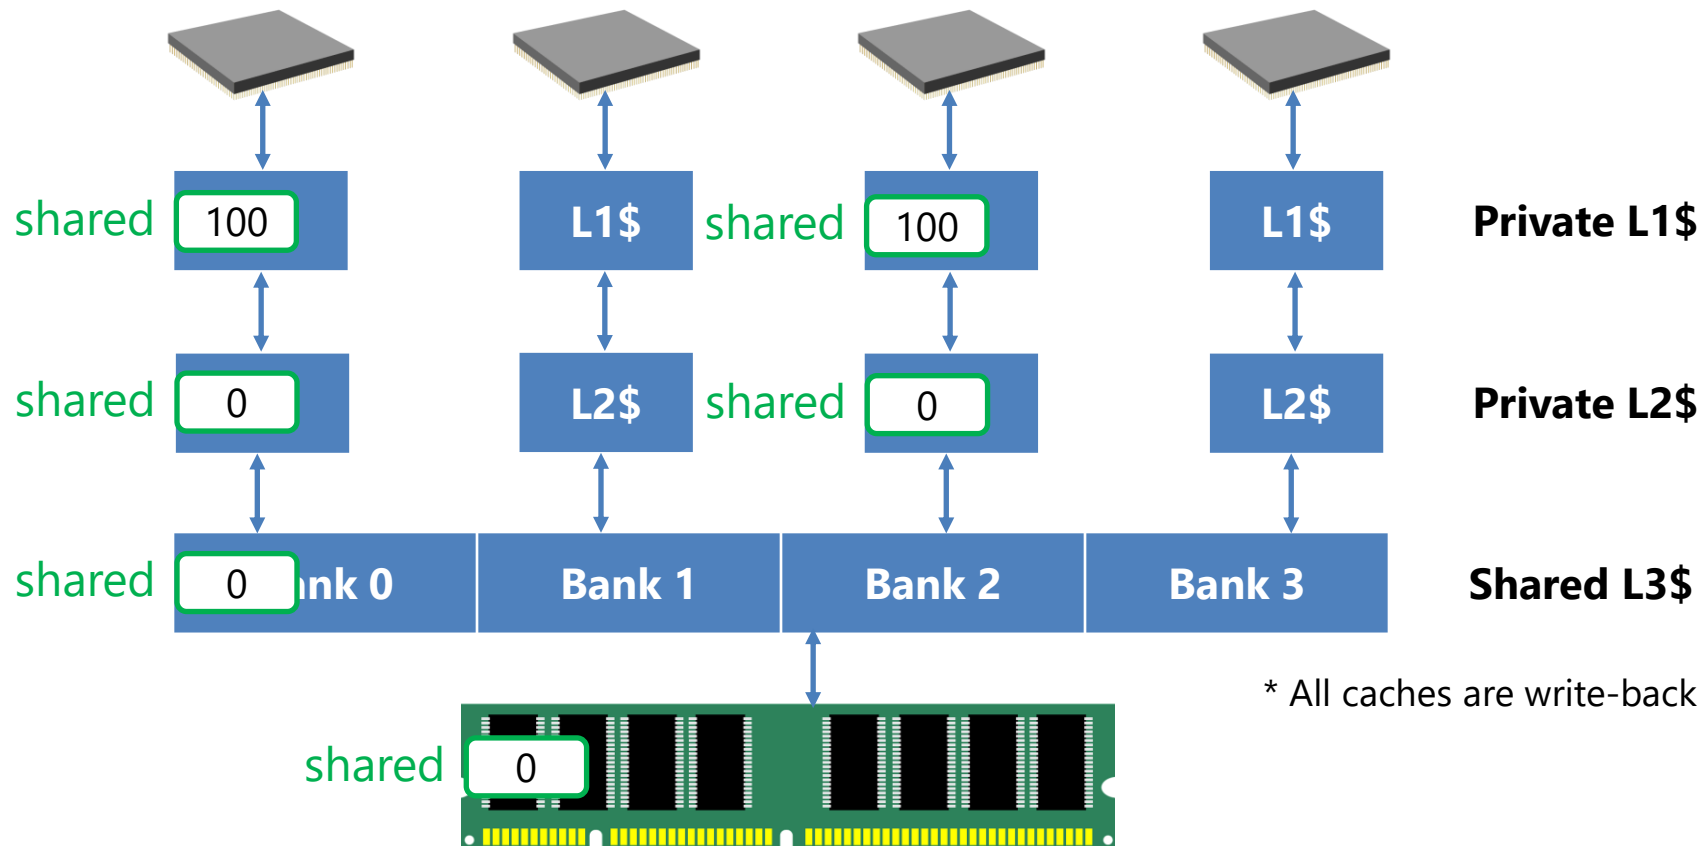 shared 100 L1$ shared 100 L1$ Private L1$
shared 0 L2$ shared 0 L2$ Private L2$
shared 0 ank 0 Bank 1 Bank 2 Bank 3 Shared L3$
* All caches are write-back
shared 0